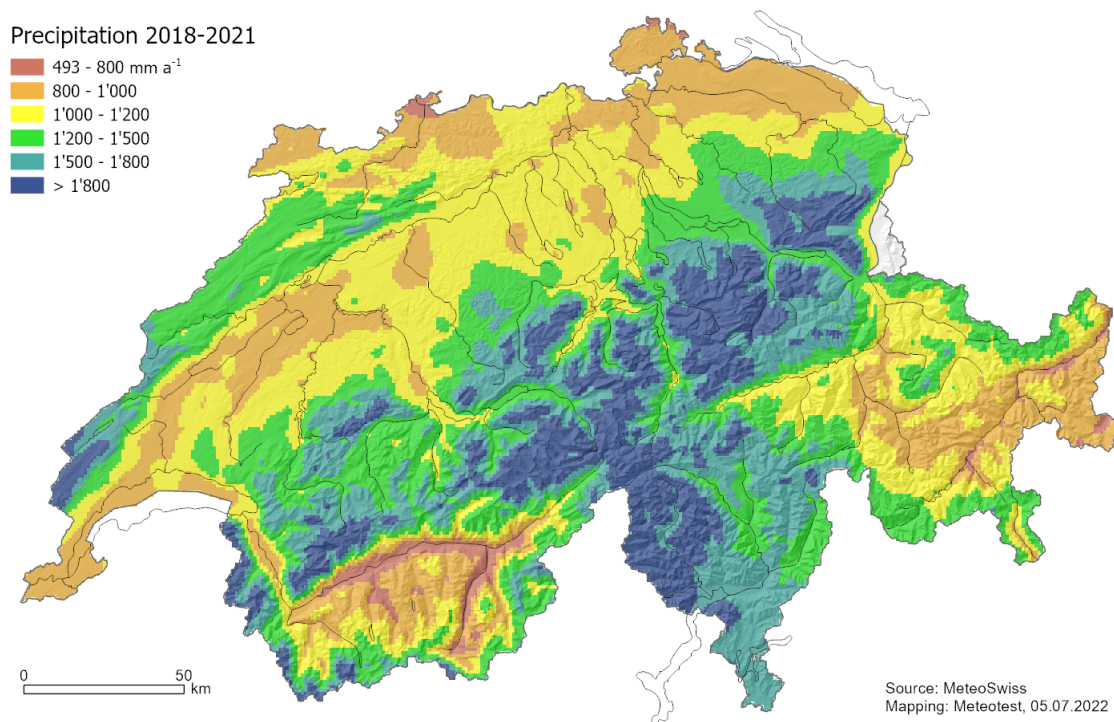 Precipitation 2018-2021
493 - 800 mm a⁻¹
800 - 1'000
1'000 - 1'200
1'200 - 1'500
1'500 - 1'800
> 1'800
0 50
km
Source: MeteoSwiss
Mapping: Meteotest, 05.07.2022